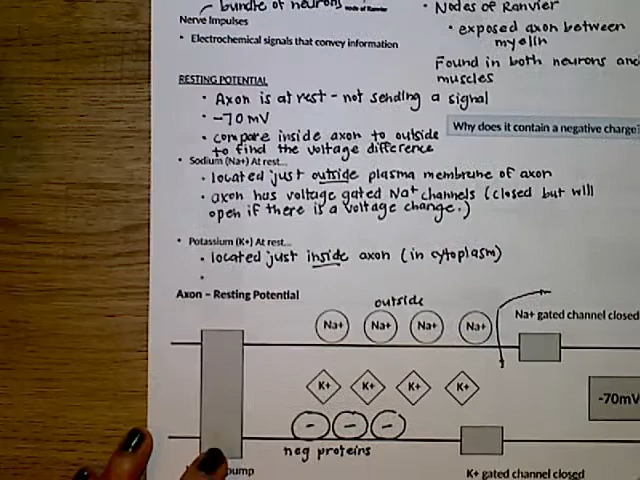 bundle of neurons
Node of Ranvier
• Nodes of Ranvier
Nerve Impulses
• Electrochemical signals that convey information
• exposed axon between
myelin
Found in both neurons and
muscles
RESTING POTENTIAL
• Axon is at rest - not sending a signal
• -70 mV
• compare inside axon to outside
to find the voltage difference
Why does it contain a negative charge?
• Sodium (Na+) At rest...
• located just outside plasma membrane of axon
• axon has voltage gated Na+ channels (closed but will
open if there is a voltage change.)
• Potassium (K+) At rest...
• located just inside axon (in cytoplasm)
•
Axon – Resting Potential
outside
Na+ Na+ Na+ Na+
Na+ gated channel closed
K+ K+ K+ K+
-70mV
- - -
neg proteins
pump
K+ gated channel closed